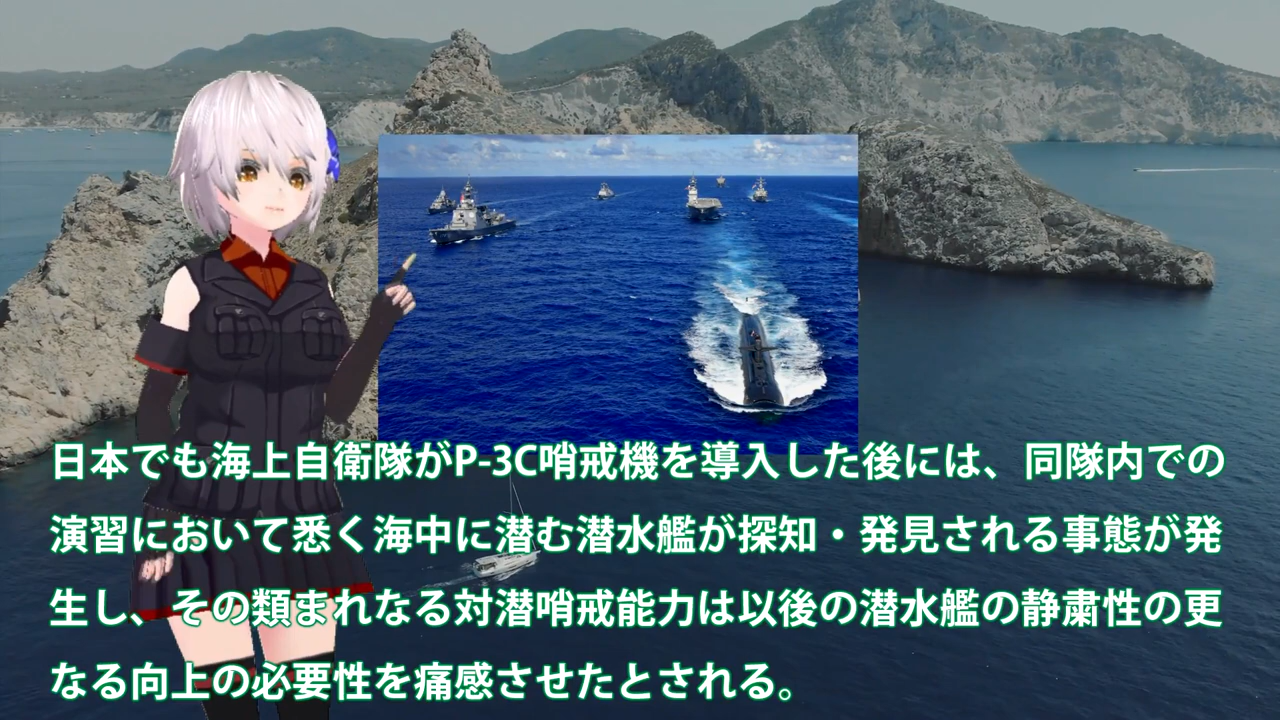 日本でも海上自衛隊がP-3C哨戒機を導入した後には、同隊内での
演習において悉く海中に潜む潜水艦が探知・発見される事態が発
生し、その類まれなる対潜哨戒能力は以後の潜水艦の静粛性の更
なる向上の必要性を痛感させたとされる。